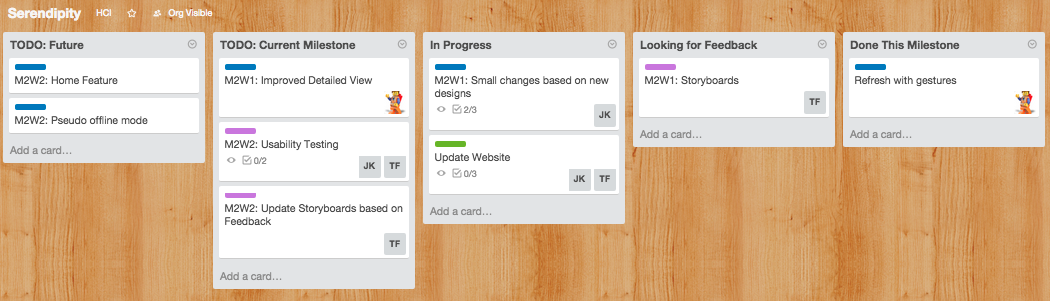 Serendipity HCI Org Visible
TODO: Future
M2W2: Home Feature
M2W2: Pseudo offline mode
Add a card...
TODO: Current Milestone
M2W1: Improved Detailed View
M2W2: Usability Testing
0/2
JK TF
M2W2: Update Storyboards based on
Feedback
TF
Add a card...
In Progress
M2W1: Small changes based on new
designs
2/3
JK
Update Website
0/3
JK TF
Add a card...
Looking for Feedback
M2W1: Storyboards
TF
Add a card...
Done This Milestone
Refresh with gestures
Add a card...